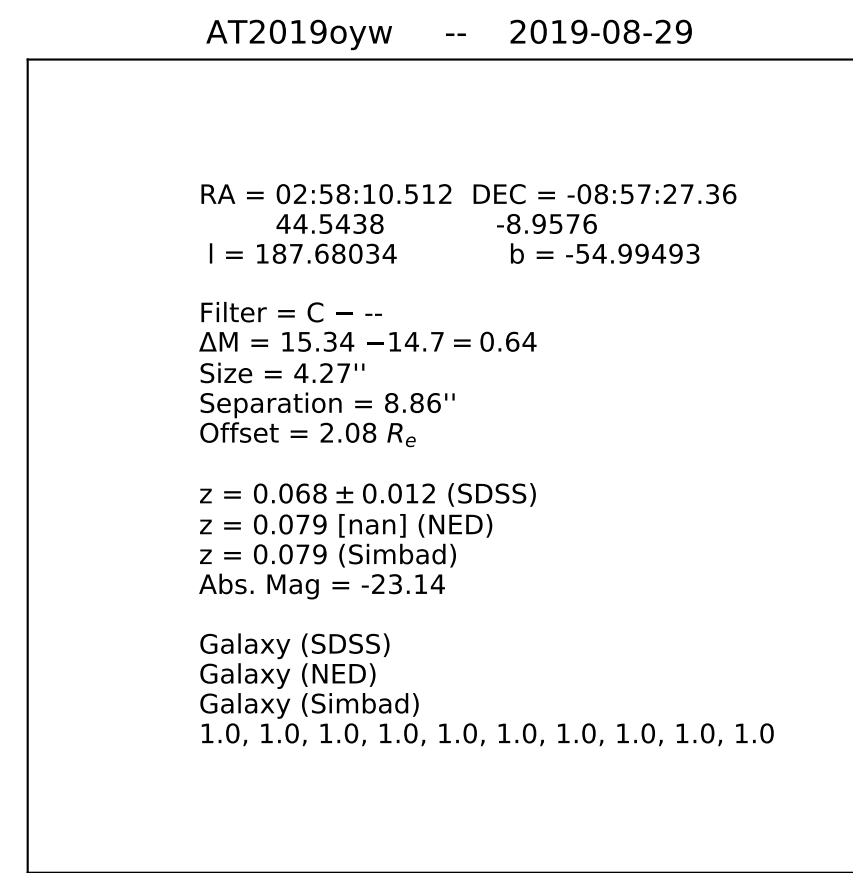 AT2019oyw -- 2019-08-29
RA = 02:58:10.512 DEC = -08:57:27.36
44.5438 -8.9576
l = 187.68034 b = -54.99493
Filter = C − --
ΔM = 15.34 −14.7 = 0.64
Size = 4.27''
Separation = 8.86''
Offset = 2.08 Re
z = 0.068 ± 0.012 (SDSS)
z = 0.079 [nan] (NED)
z = 0.079 (Simbad)
Abs. Mag = -23.14
Galaxy (SDSS)
Galaxy (NED)
Galaxy (Simbad)
1.0, 1.0, 1.0, 1.0, 1.0, 1.0, 1.0, 1.0, 1.0, 1.0